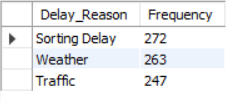 Delay_Reason Frequency
Sorting Delay 272
Weather 263
Traffic 247